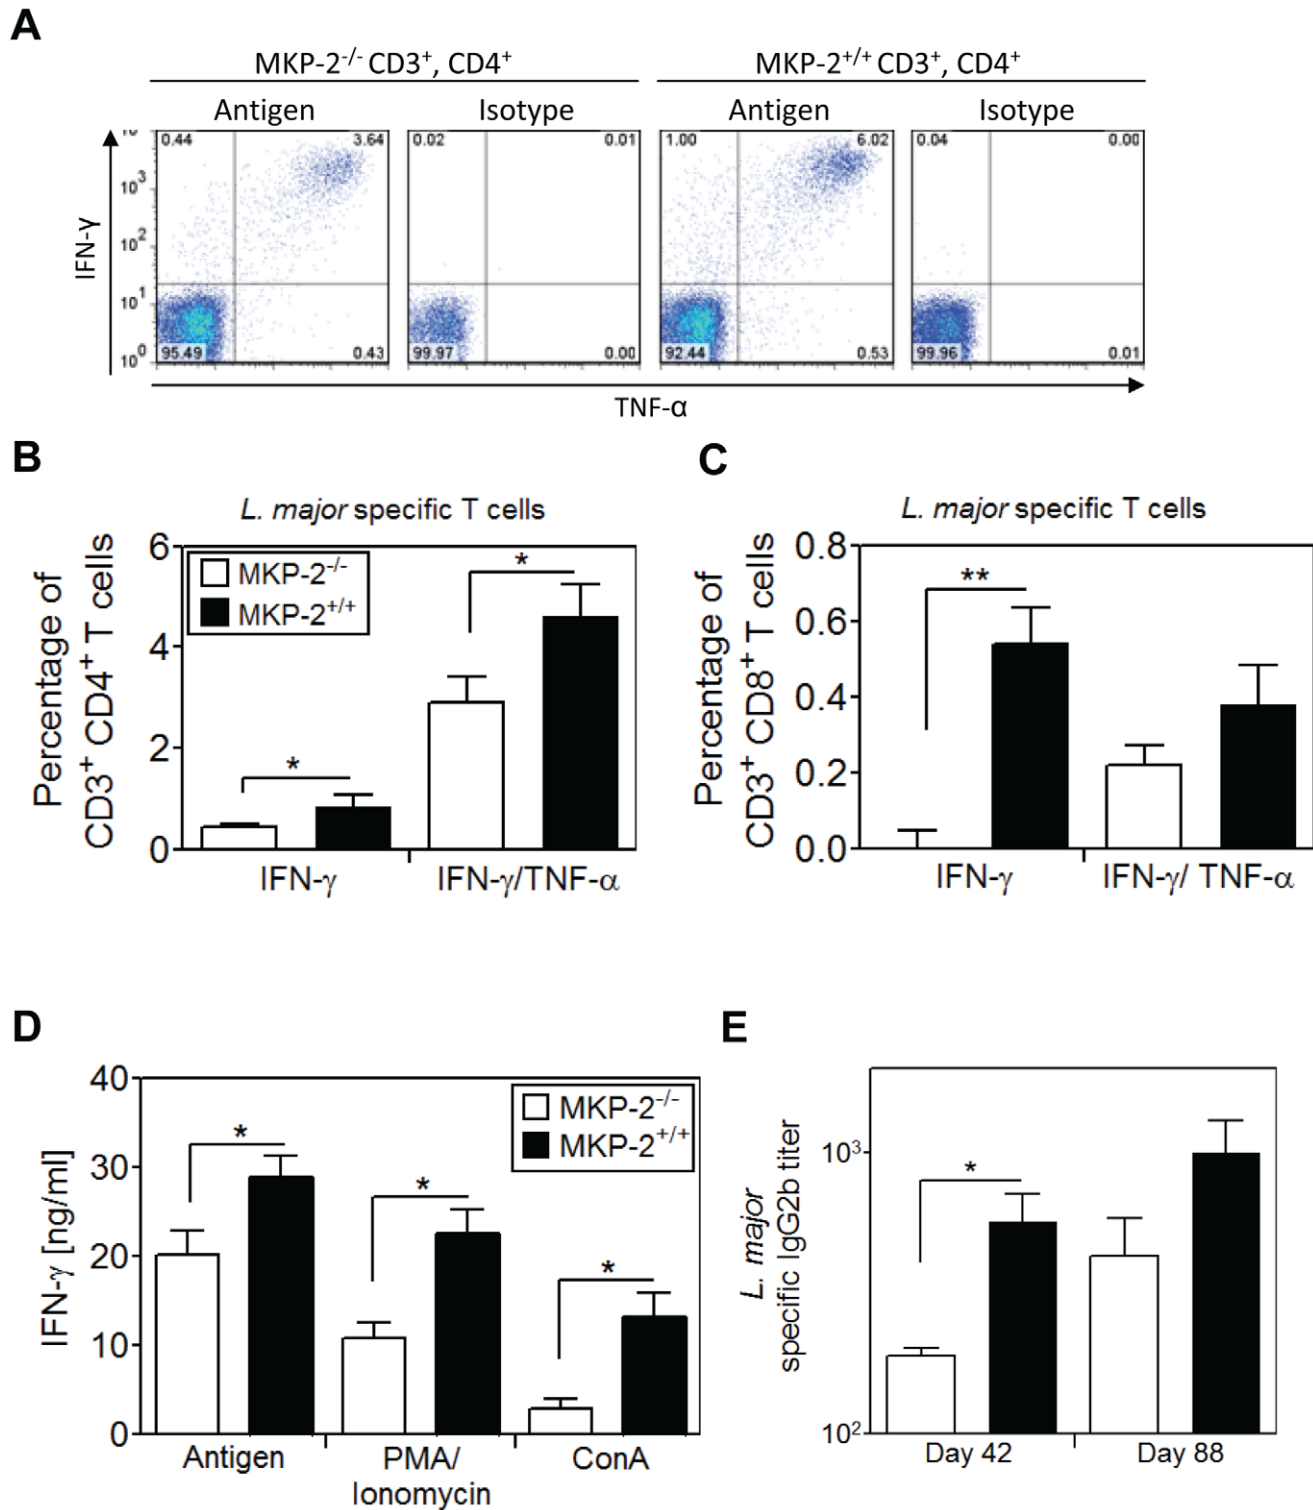 A
MKP-2-/- CD3+, CD4+
MKP-2+/+ CD3+, CD4+
Antigen
Isotype
Antigen
Isotype
0.44
3.64
0.02
0.01
1.00
6.02
0.04
0.00
10³
10²
10¹
10⁰
IFN-γ
95.49
0.43
99.97
0.00
92.44
0.53
99.96
0.01
TNF-α
B
L. major specific T cells
Percentage of
CD3+ CD4+ T cells
6
4
2
0
MKP-2-/-
MKP-2+/+
*
*
IFN-γ
IFN-γ/TNF-α
C
L. major specific T cells
Percentage of
CD3+ CD8+ T cells
0.8
0.6
0.4
0.2
0.0
**
IFN-γ
IFN-γ/ TNF-α
D
IFN-γ [ng/ml]
40
30
20
10
0
MKP-2-/-
MKP-2+/+
*
*
*
Antigen
PMA/
Ionomycin
ConA
E
L. major
specific IgG2b titer
10³
10²
*
Day 42
Day 88